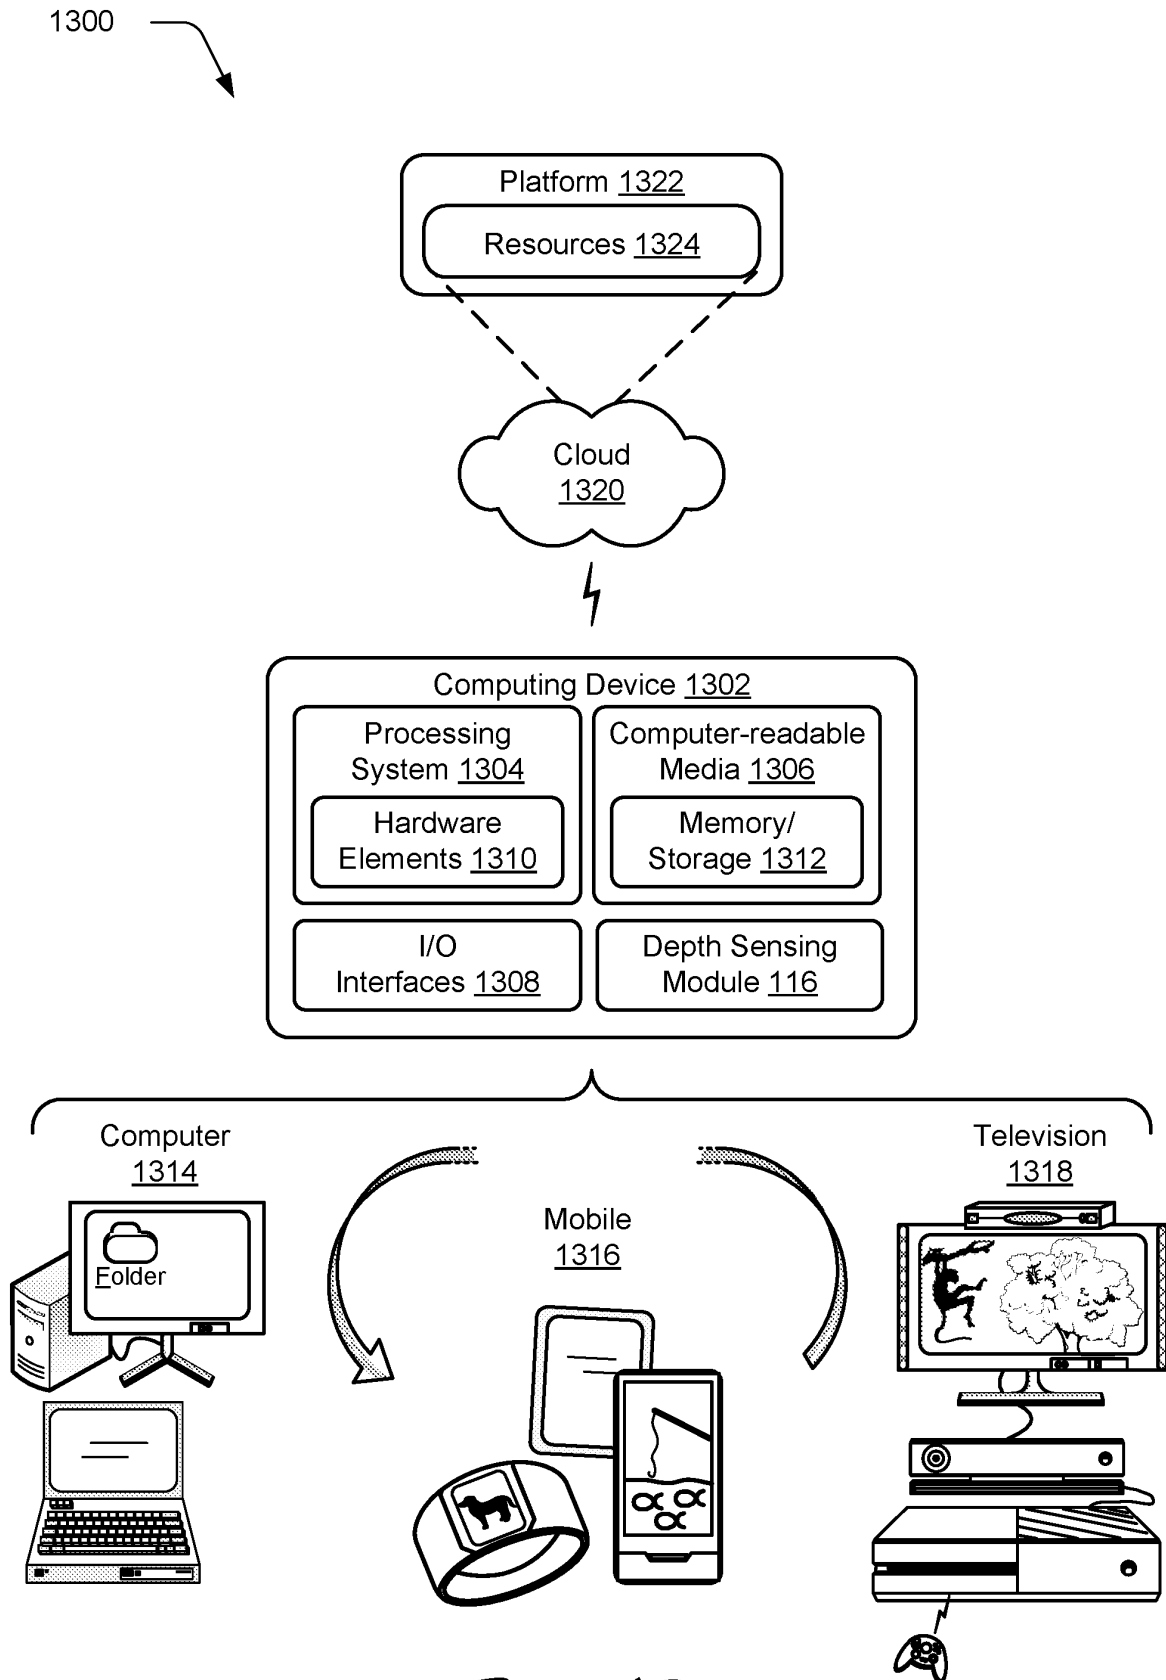 1300
Platform 1322
Resources 1324
Cloud
1320
Computing Device 1302
Processing
System 1304
Hardware
Elements 1310
Computer-readable
Media 1306
Memory/
Storage 1312
I/O
Interfaces 1308
Depth Sensing
Module 116
Computer
1314
Mobile
1316
Television
1318
Folder